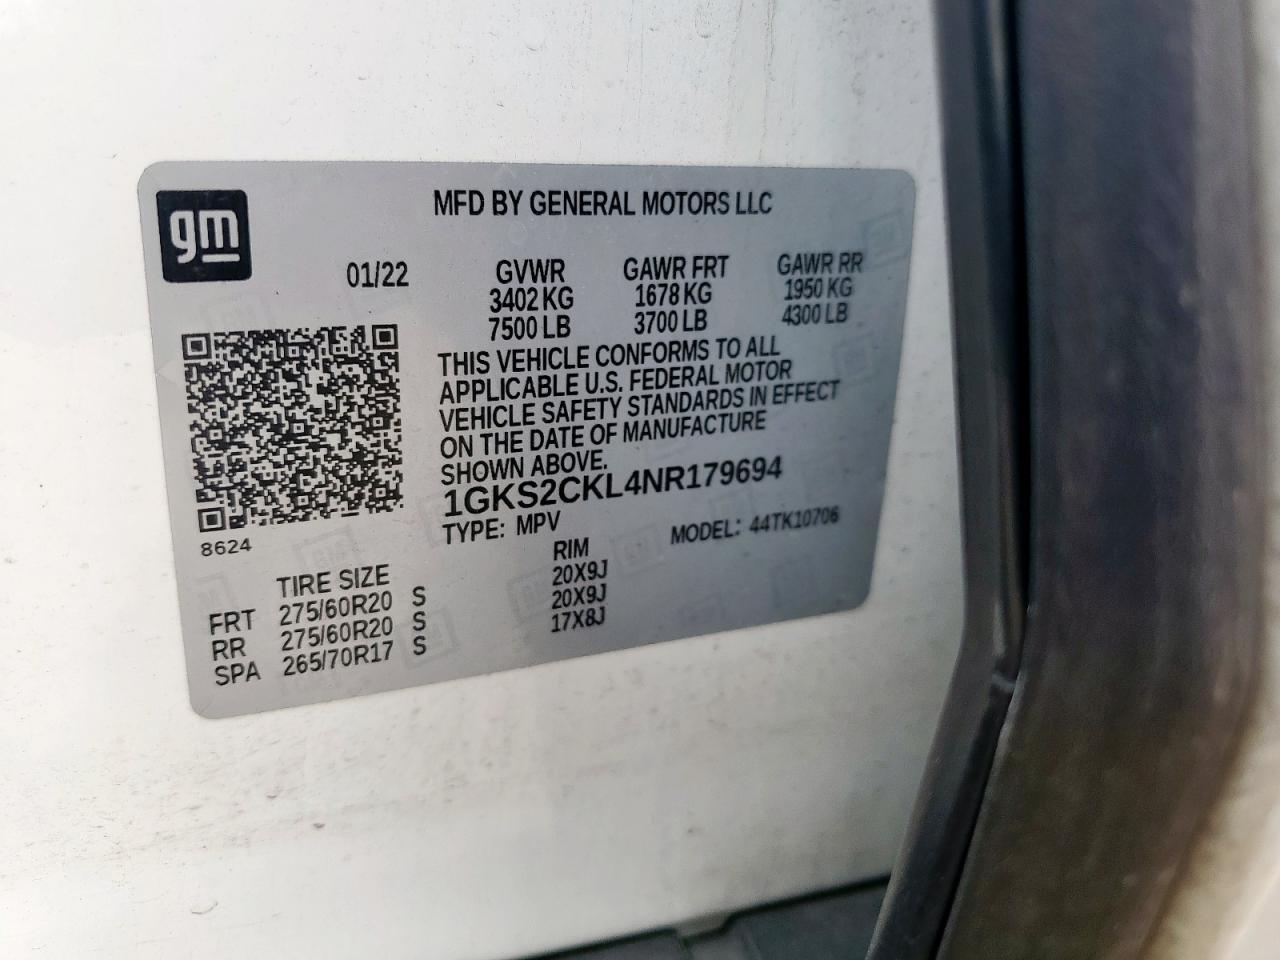 gm
MFD BY GENERAL MOTORS LLC
01/22 GVWR GAWR FRT GAWR RR
3402 KG 1678 KG 1950 KG
7500 LB 3700 LB 4300 LB
THIS VEHICLE CONFORMS TO ALL
APPLICABLE U.S. FEDERAL MOTOR
VEHICLE SAFETY STANDARDS IN EFFECT
ON THE DATE OF MANUFACTURE
SHOWN ABOVE.
1GKS2CKL4NR179694
TYPE: MPV MODEL: 44TK10706
8624
TIRE SIZE RIM
FRT 275/60R20 S 20X9J
RR 275/60R20 S 20X9J
SPA 265/70R17 S 17X8J